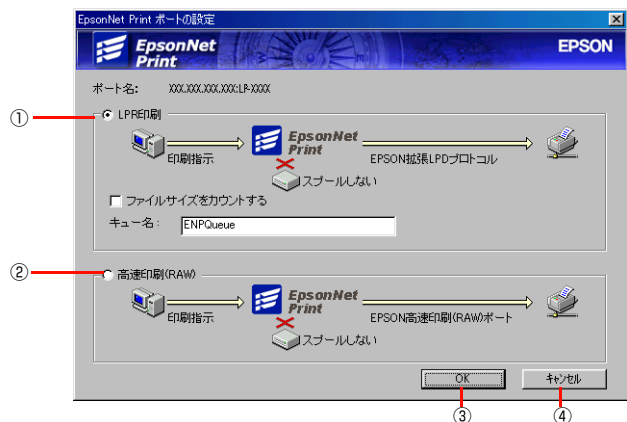 EpsonNet Print ポートの設定
EpsonNet
Print
EPSON
ポート名: XXX.XXX.XXX.XXX:LP-XXXX
① LPR印刷
印刷指示
EpsonNet
Print
EPSON拡張LPDプロトコル
スプールしない
ファイルサイズをカウントする
キュー名: ENPQueue
② 高速印刷(RAW)
印刷指示
EpsonNet
Print
EPSON高速印刷(RAW)ポート
スプールしない
OK キャンセル
③ ④